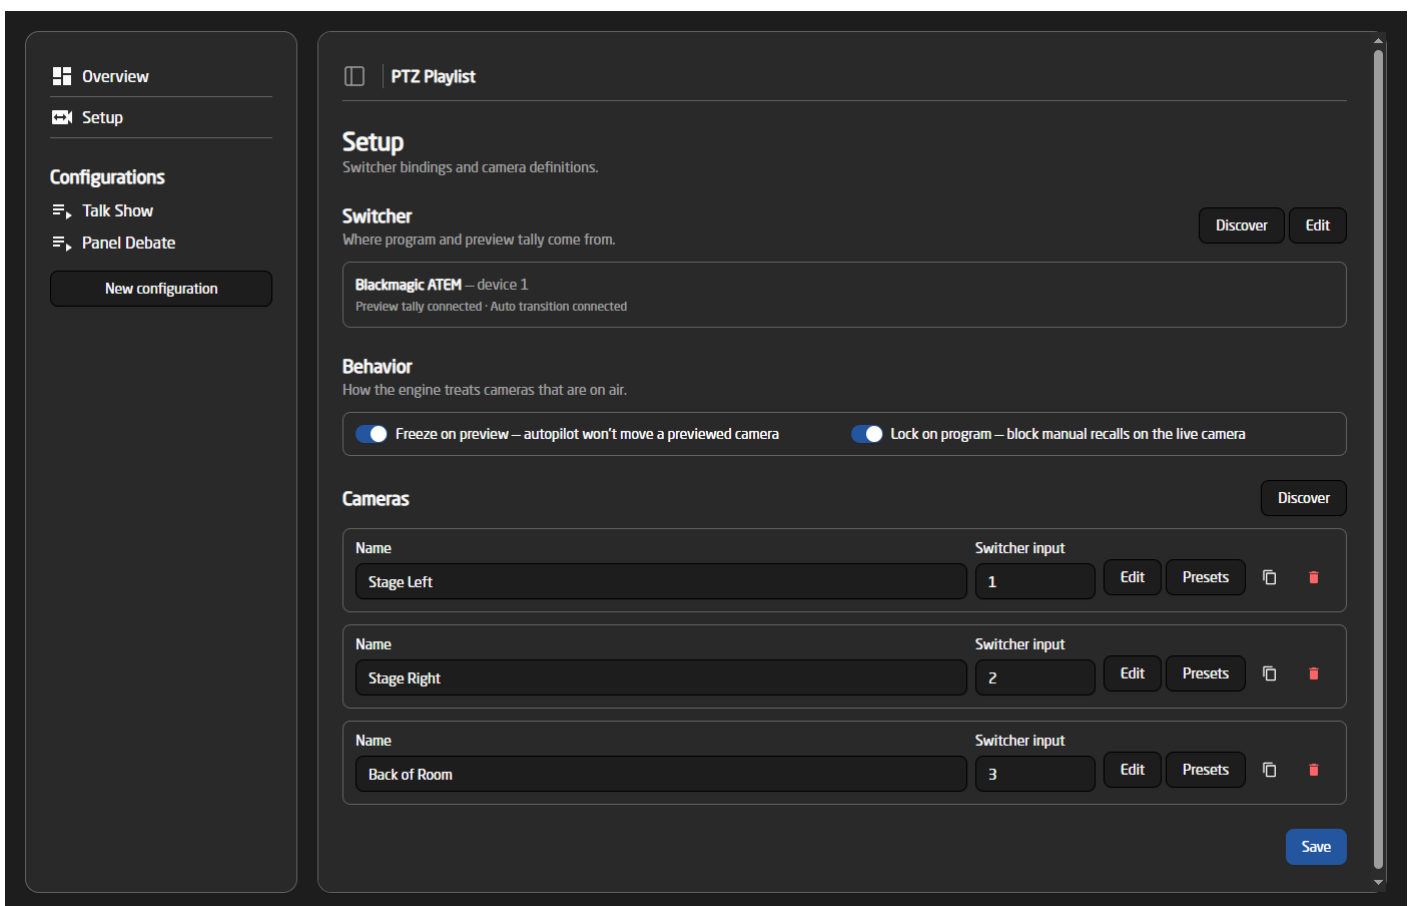 Overview
Setup
Configurations
Talk Show
Panel Debate
New configuration
PTZ Playlist
Setup
Switcher bindings and camera definitions.
Switcher
Where program and preview tally come from.
Discover
Edit
Blackmagic ATEM — device 1
Preview tally connected · Auto transition connected
Behavior
How the engine treats cameras that are on air.
Freeze on preview — autopilot won't move a previewed camera
Lock on program — block manual recalls on the live camera
Cameras
Discover
Name
Switcher input
Stage Left
1
Edit
Presets
Name
Switcher input
Stage Right
2
Edit
Presets
Name
Switcher input
Back of Room
3
Edit
Presets
Save